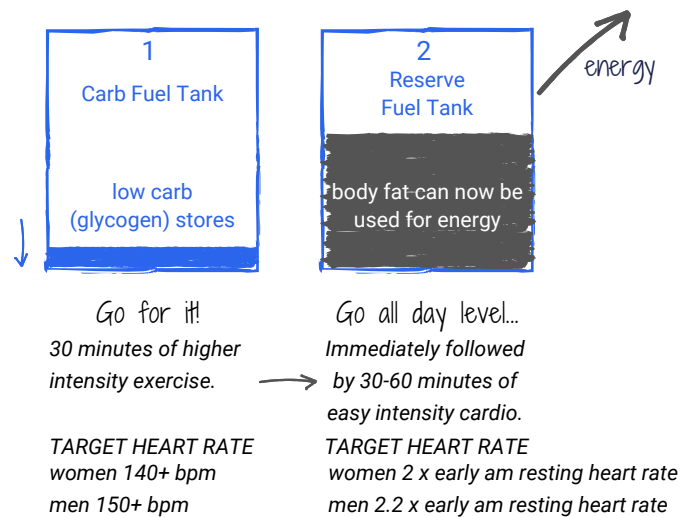 1
Carb Fuel Tank
low carb
(glycogen) stores
2
Reserve
Fuel Tank
body fat can now be
used for energy
energy
Go for it!
30 minutes of higher
intensity exercise.
TARGET HEART RATE
women 140+ bpm
men 150+ bpm
Go all day level...
Immediately followed
by 30-60 minutes of
easy intensity cardio.
TARGET HEART RATE
women 2 x early am resting heart rate
men 2.2 x early am resting heart rate